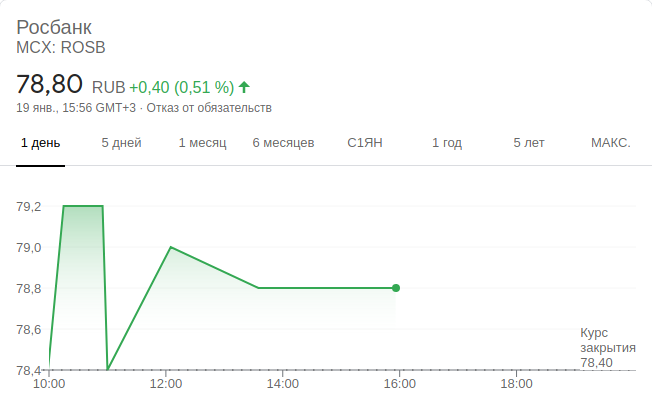 Росбанк
MCX: ROSB
78,80 RUB +0,40 (0,51 %)
19 янв., 15:56 GMT+3 · Отказ от обязательств
1 день 5 дней 1 месяц 6 месяцев С1ЯН 1 год 5 лет МАКС.
79,2
79,0
78,8
78,6
78,4
Курс
закрытия
78,40
10:00 12:00 14:00 16:00 18:00